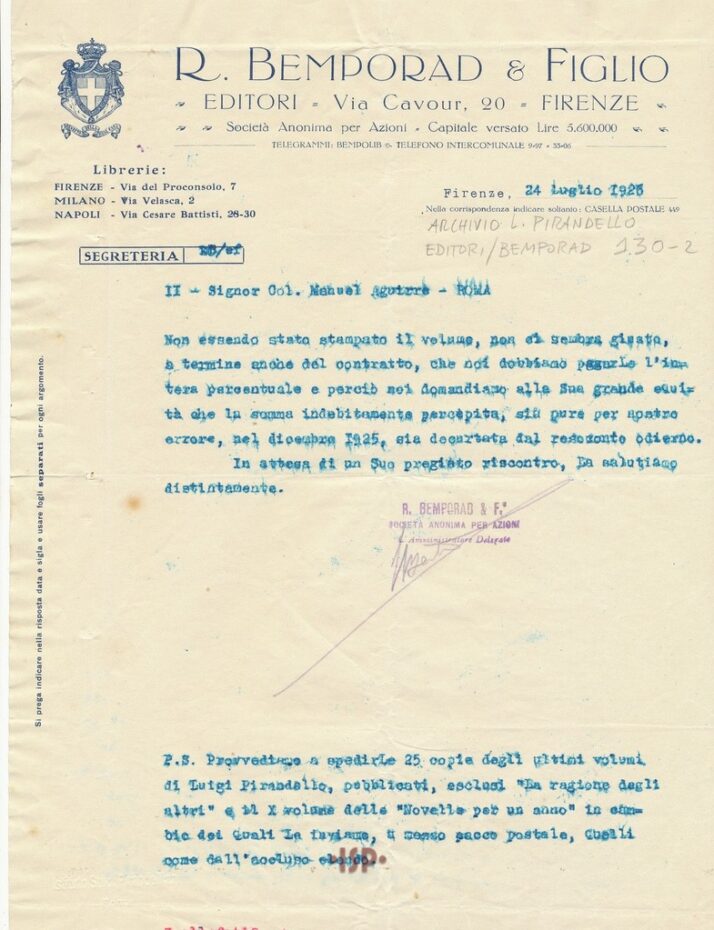 R. BEMPORAD & FIGLIO
EDITORI - Via Cavour, 20 - FIRENZE
Società Anonima per Azioni - Capitale versato Lire 5.600.000
TELEGRAMMI: BEMPOLIB TELEFONO INTERCOMUNALE 9-97 - 33-06
Librerie:
FIRENZE - Via del Proconsolo, 7
MILANO - Via Velasca, 2
NAPOLI - Via Cesare Battisti, 28-30
Firenze, 24 Luglio
Nella corrispondenza indicare soltanto: CASELLA POSTALE 449
ARCHIVIO L. PIRANDELLO
EDITORI/BEMPORAD 130-2
SEGRETERIA
II - Signor Col. Manuel Aguirre - ROMA
Non essendo stato stampato il volume, non ci sembra giusto,
a termine anche del contratto, che noi dobbiamo pagarLe l'in-
tera percentuale e perciò noi domandiamo alla Sua grande equi-
tà che la somma indebitamente percepita, sia pure per nostro
errore, nel dicembre I925, sia decurtata dal resoconto odierno.
In attesa di un Suo pregiato riscontro, La salutiamo
distintamente.
R. BEMPORAD & F.º
SOCIETÀ ANONIMA PER AZIONI
L'Amministratore Delegato
Si prega indicare nella risposta data e sigla e usare fogli separati per ogni argomento.
P.S. Provvediamo a spedirLe 25 copie degli ultimi volumi
di Luigi Pirandello, pubblicati, esclusi "La ragione degli
altri" e il X volume delle "Novelle per un anno" in cam-
bio dei quali Le inviamo, a mezzo pacco postale, quelli
come dall'accluso elenco.
·ISP·